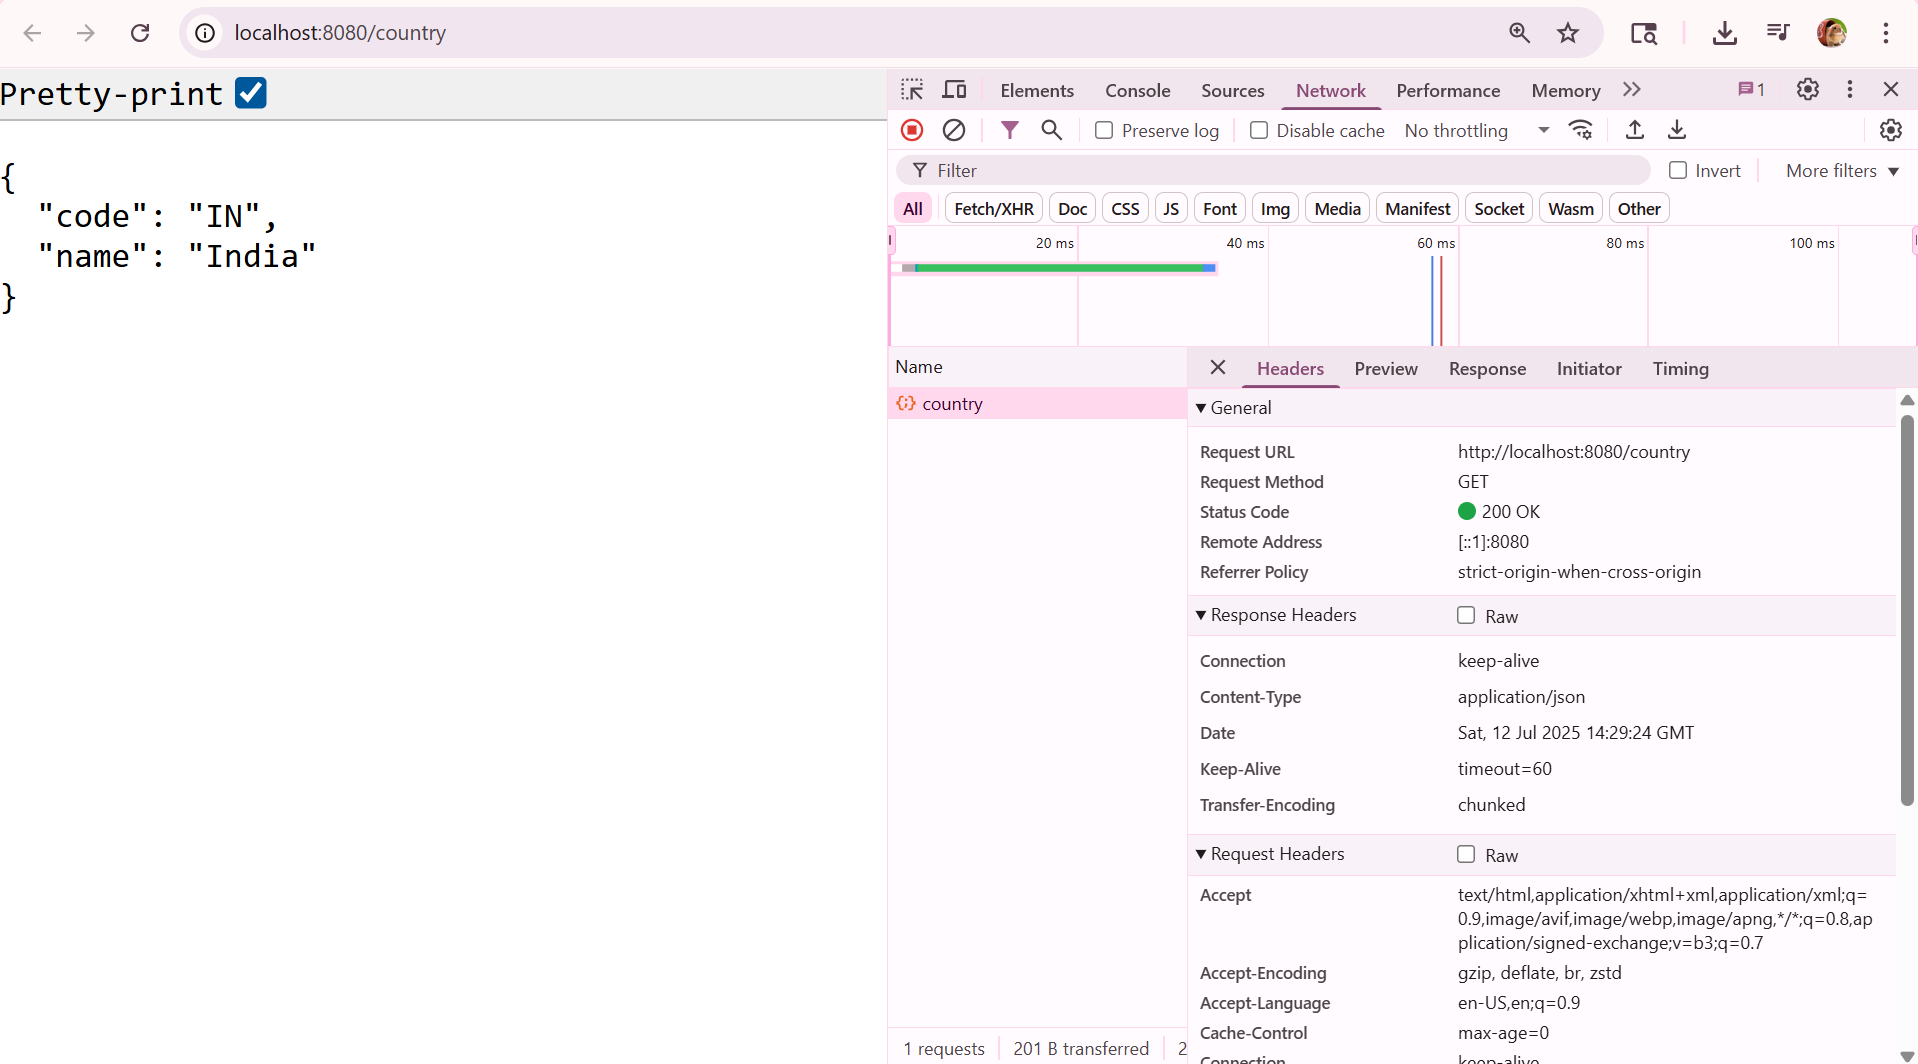 localhost:8080/country
Pretty-print
{
"code": "IN",
"name": "India"
}
Elements Console Sources Network Performance Memory 1
Preserve log Disable cache No throttling
Filter Invert More filters
All Fetch/XHR Doc CSS JS Font Img Media Manifest Socket Wasm Other
20 ms 40 ms 60 ms 80 ms 100 ms
Name
country
Headers Preview Response Initiator Timing
General
Request URL http://localhost:8080/country
Request Method GET
Status Code 200 OK
Remote Address [::1]:8080
Referrer Policy strict-origin-when-cross-origin
Response Headers Raw
Connection keep-alive
Content-Type application/json
Date Sat, 12 Jul 2025 14:29:24 GMT
Keep-Alive timeout=60
Transfer-Encoding chunked
Request Headers Raw
Accept text/html,application/xhtml+xml,application/xml;q=
0.9,image/avif,image/webp,image/apng,*/*;q=0.8,ap
plication/signed-exchange;v=b3;q=0.7
Accept-Encoding gzip, deflate, br, zstd
Accept-Language en-US,en;q=0.9
Cache-Control max-age=0
Connection keep-alive
1 requests 201 B transferred 2